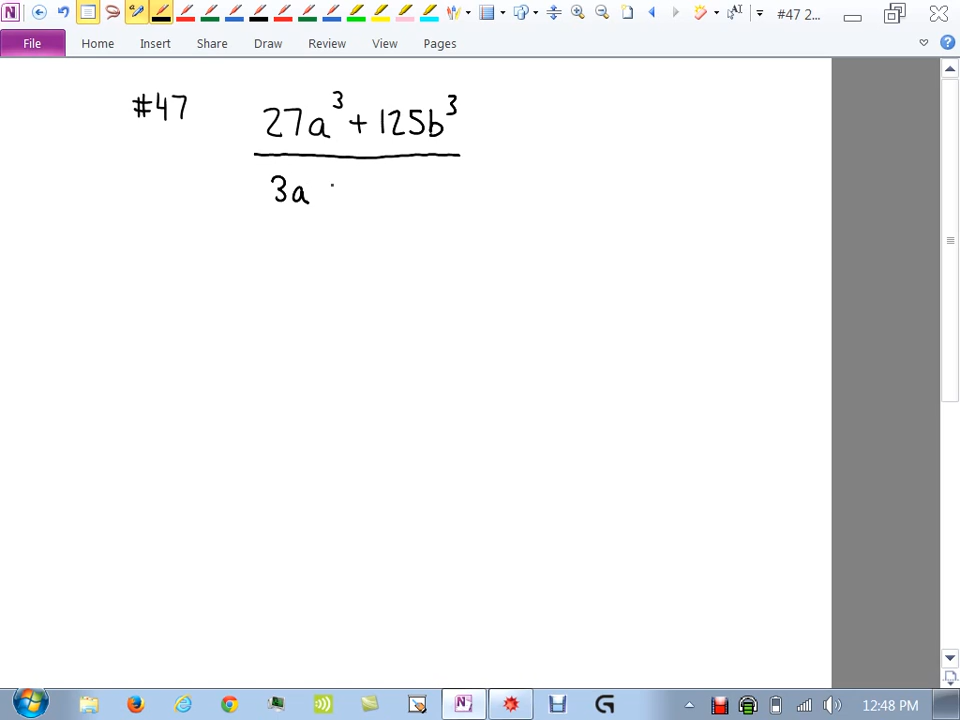 #47 2...
File Home Insert Share Draw Review View Pages
#47
27a³ + 125b³
3a
12:48 PM